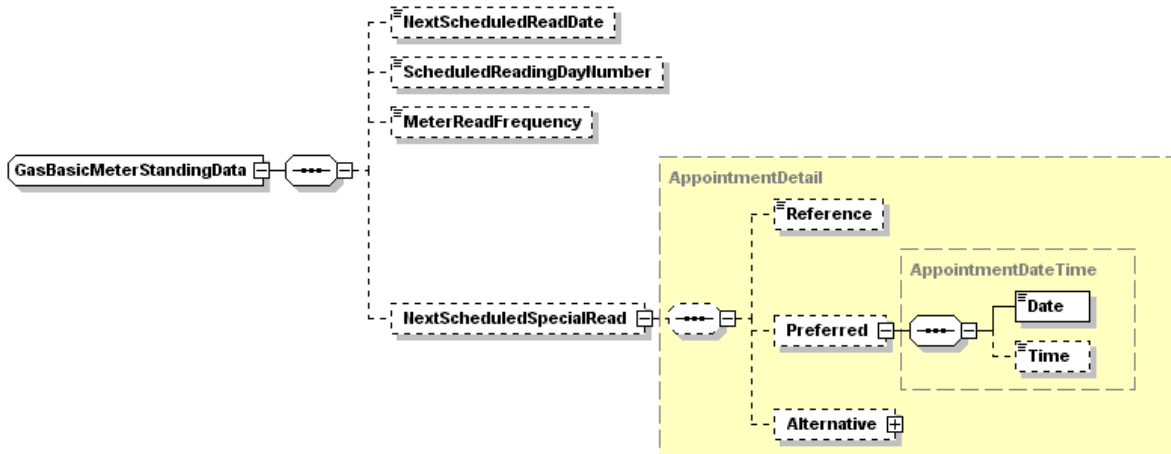 NextScheduledReadDate
ScheduledReadingDayNumber
MeterReadFrequency
GasBasicMeterStandingData
AppointmentDetail
Reference
AppointmentDateTime
Date
NextScheduledSpecialRead
Preferred
Time
Alternative